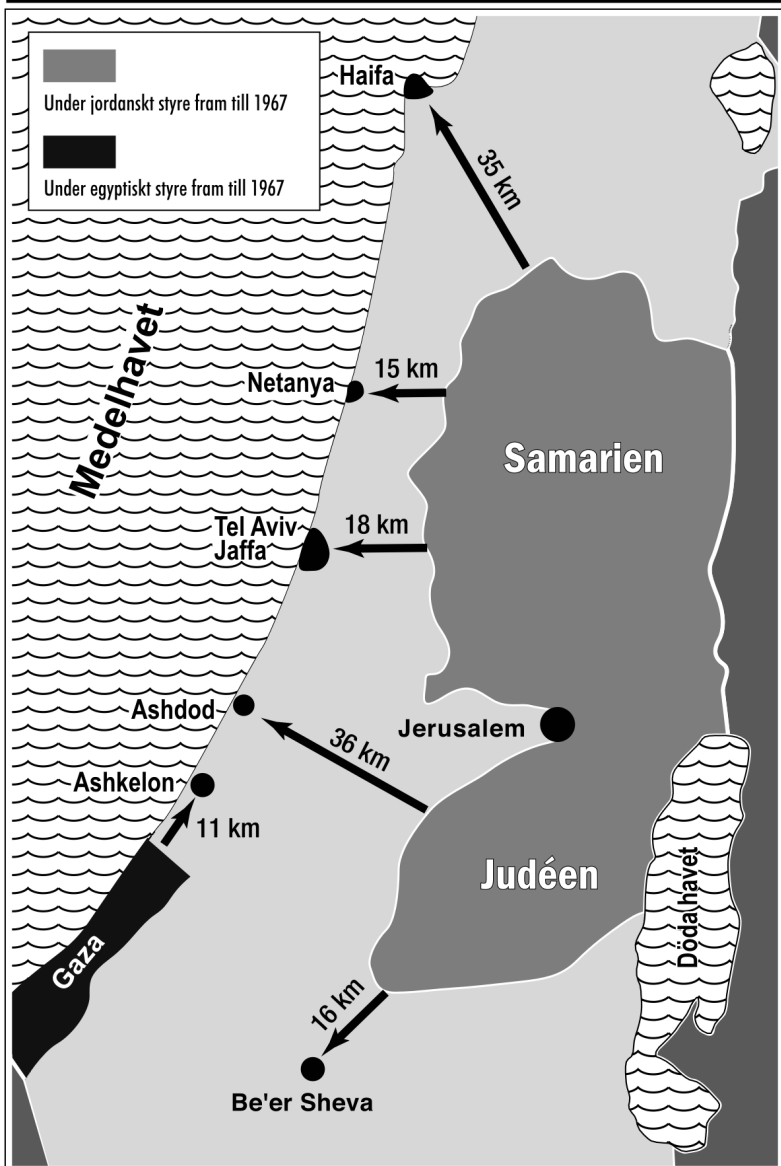 Under jordanskt styre fram till 1967
Under egyptiskt styre fram till 1967
Haifa
35 km
Medelhavet
Netanya
15 km
Samarien
Tel Aviv
Jaffa
18 km
Ashdod
36 km
Jerusalem
Ashkelon
11 km
Judéen
Gaza
Döda havet
16 km
Be'er Sheva